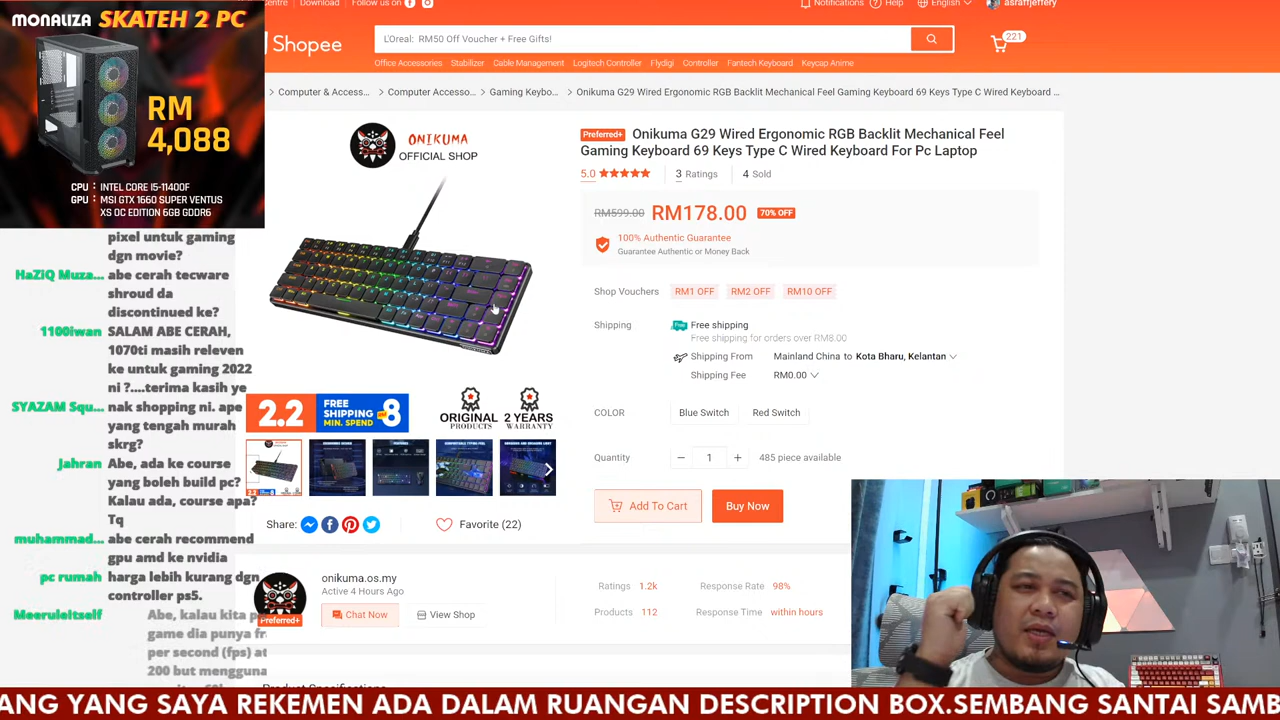 MONALIZA SKATEH 2 PC
RM
4,088
CPU : INTEL CORE I5-11400F
GPU : MSI GTX 1660 SUPER VENTUS
XS OC EDITION 6GB GDDR6
Centre Download Follow us on
Notifications Help English asraffjeffery
Shopee
L'Oreal: RM50 Off Voucher + Free Gifts!
221
Office Accessories Stabilizer Cable Management Logitech Controller Flydigi Controller Fantech Keyboard Keycap Anime
Computer & Access... Computer Accesso... Gaming Keybo... Onikuma G29 Wired Ergonomic RGB Backlit Mechanical Feel Gaming Keyboard 69 Keys Type C Wired Keyboard ...
ONIKUMA
OFFICIAL SHOP
Preferred+ Onikuma G29 Wired Ergonomic RGB Backlit Mechanical Feel
Gaming Keyboard 69 Keys Type C Wired Keyboard For Pc Laptop
5.0 3 Ratings 4 Sold
RM599.00 RM178.00 70% OFF
100% Authentic Guarantee
Guarantee Authentic or Money Back
Shop Vouchers RM1 OFF RM2 OFF RM10 OFF
Shipping Free shipping
Free shipping for orders over RM8.00
Shipping From Mainland China to Kota Bharu, Kelantan
Shipping Fee RM0.00
COLOR Blue Switch Red Switch
Quantity − 1 + 485 piece available
Add To Cart Buy Now
2.2 FREE SHIPPING MIN. SPEND 8
ORIGINAL PRODUCTS
2 YEARS WARRANTY
Share: Favorite (22)
onikuma.os.my
Active 4 Hours Ago
Preferred+
Chat Now View Shop
Ratings 1.2k Response Rate 98%
Products 112 Response Time within hours
pixel untuk gaming
dgn movie?
HaZiQ Muza... abe cerah tecware
shroud da
discontinued ke?
1100iwan SALAM ABE CERAH,
1070ti masih releven
ke untuk gaming 2022
ni ?....terima kasih ye
SYAZAM Squ... nak shopping ni. ape
yang tengah murah
skrg?
Jahran Abe, ada ke course
yang boleh build pc?
Kalau ada, course apa?
Tq
muhammad... abe cerah recommend
gpu amd ke nvidia
pc rumah harga lebih kurang dgn
controller ps5.
Meeruleitself Abe, kalau kita p
game dia punya fr
per second (fps) at
200 but mengguna
Product Specifications
ANG YANG SAYA REKEMEN ADA DALAM RUANGAN DESCRIPTION BOX.SEMBANG SANTAI SAMB